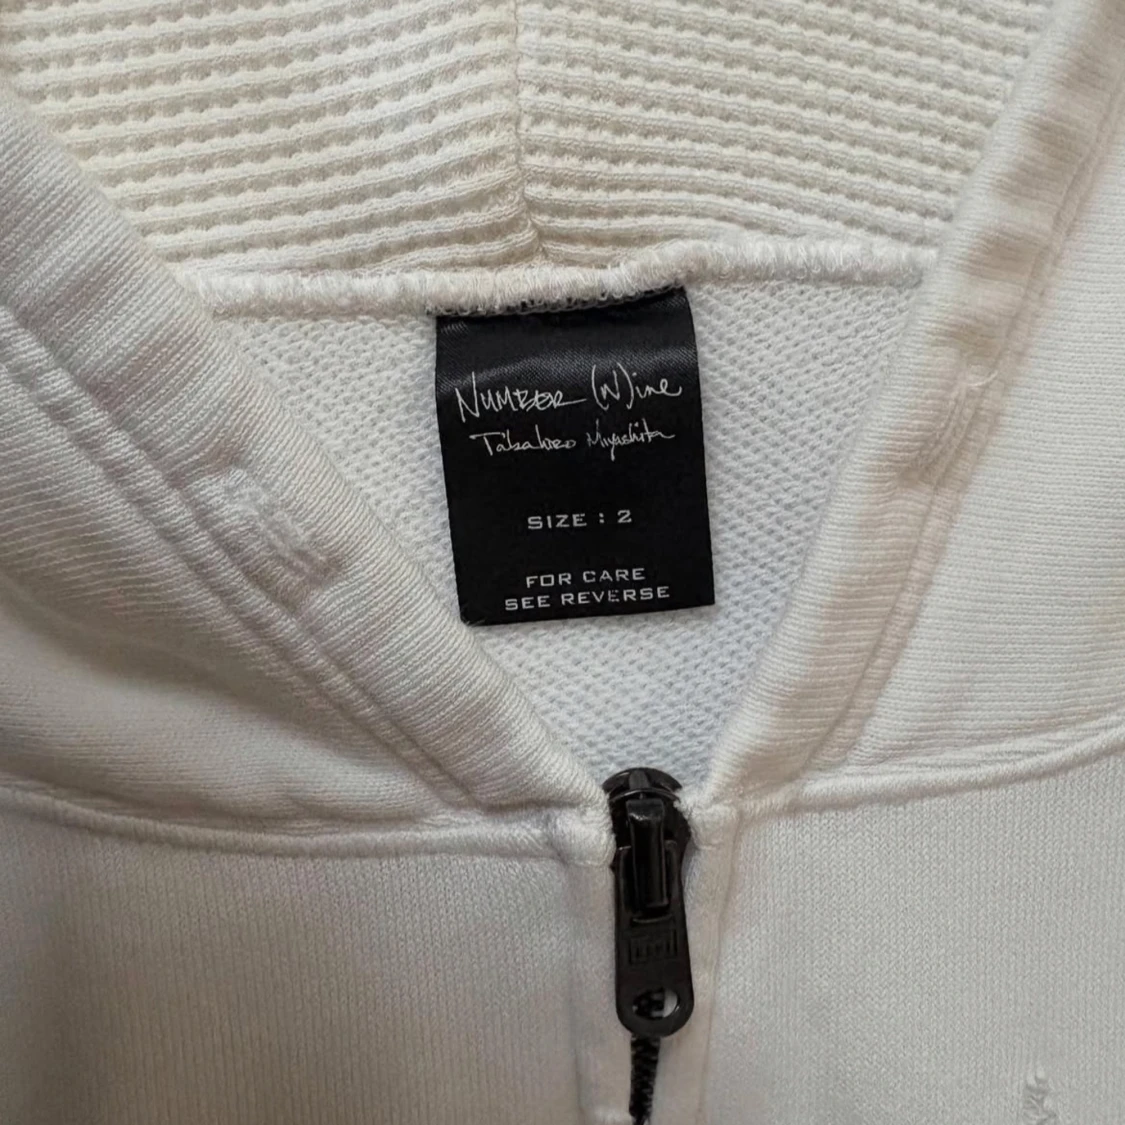 NUMBER (N)ine
Takahiro Miyashita
SIZE : 2
FOR CARE
SEE REVERSE